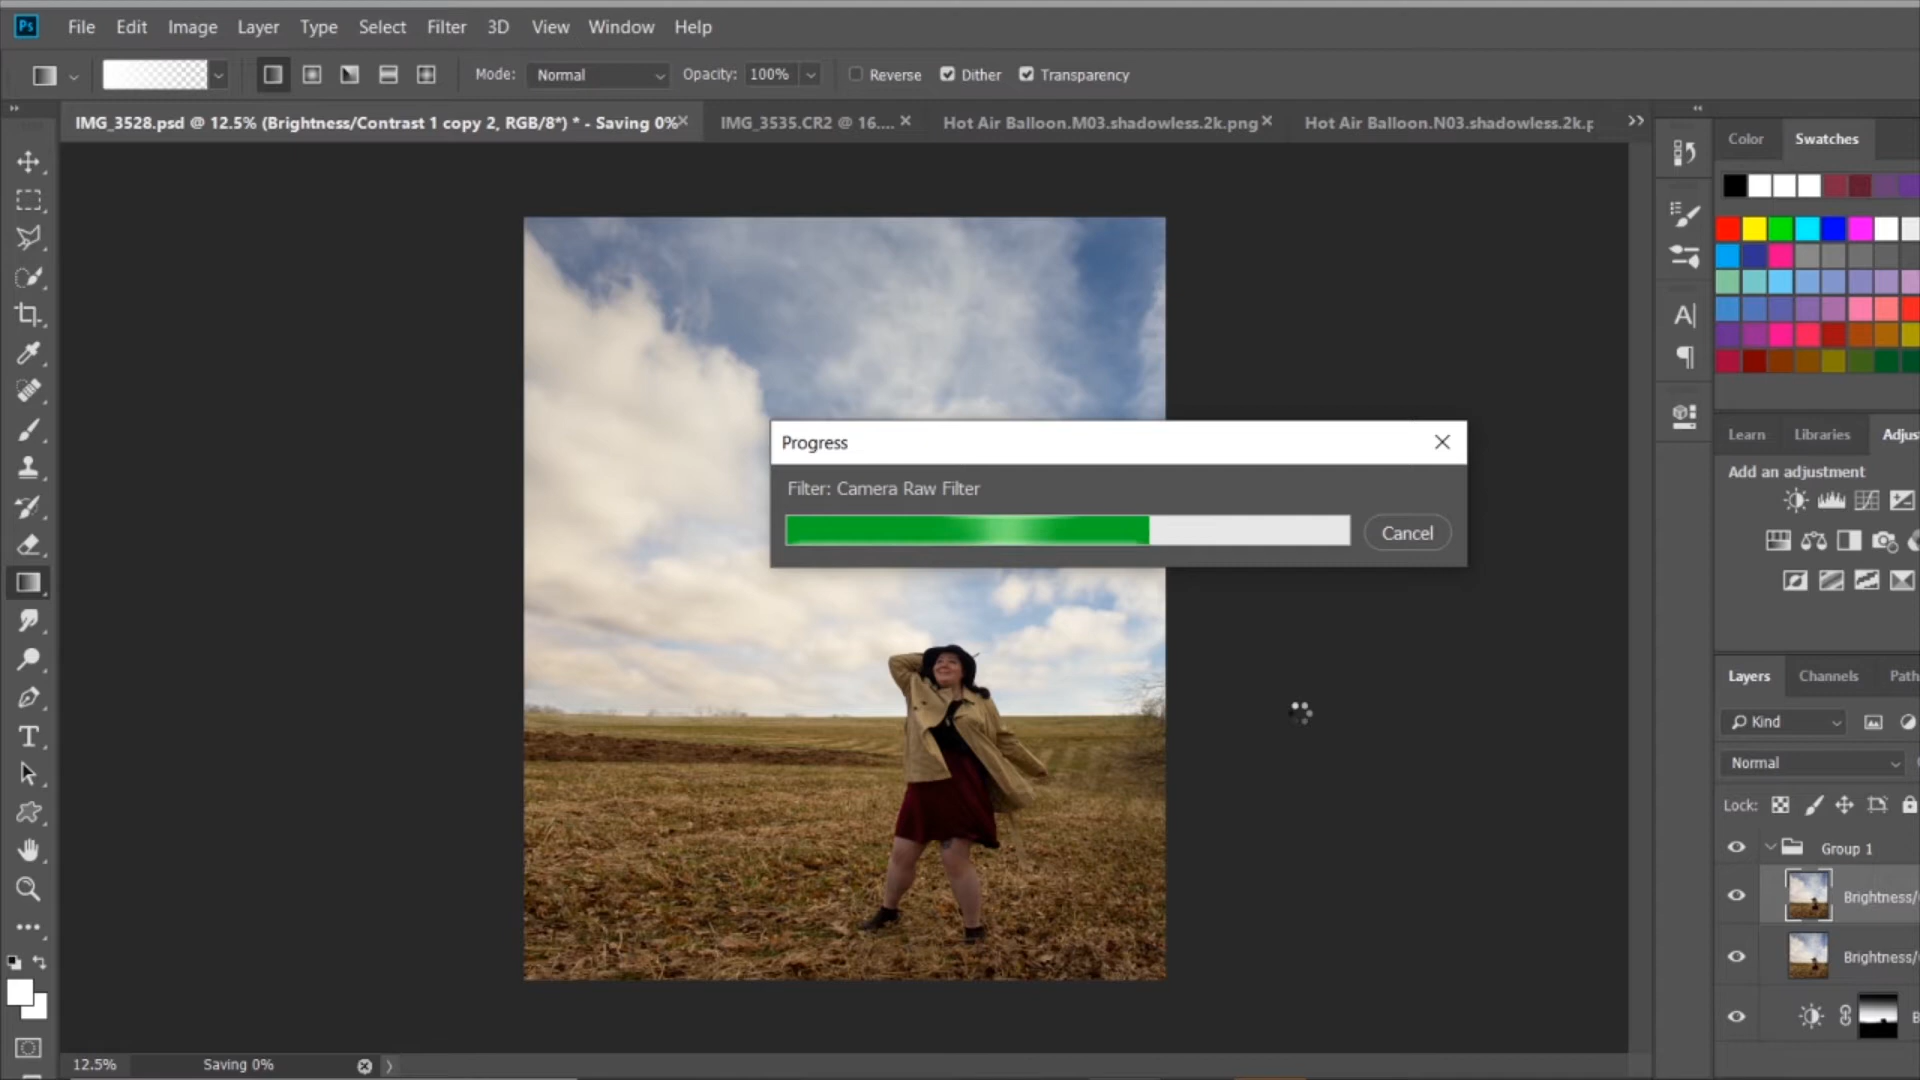 Ps File Edit Image Layer Type Select Filter 3D View Window Help
Mode: Normal Opacity: 100% Reverse Dither Transparency
IMG_3528.psd @ 12.5% (Brightness/Contrast 1 copy 2, RGB/8*) * - Saving 0% IMG_3535.CR2 @ 16.... Hot Air Balloon.M03.shadowless.2k.png Hot Air Balloon.N03.shadowless.2k.p
Color Swatches
Progress
Filter: Camera Raw Filter
Cancel
Learn Libraries Adjus
Add an adjustment
Layers Channels Path
Kind
Normal
Lock:
Group 1
Brightness/
Brightness/
B
12.5% Saving 0%